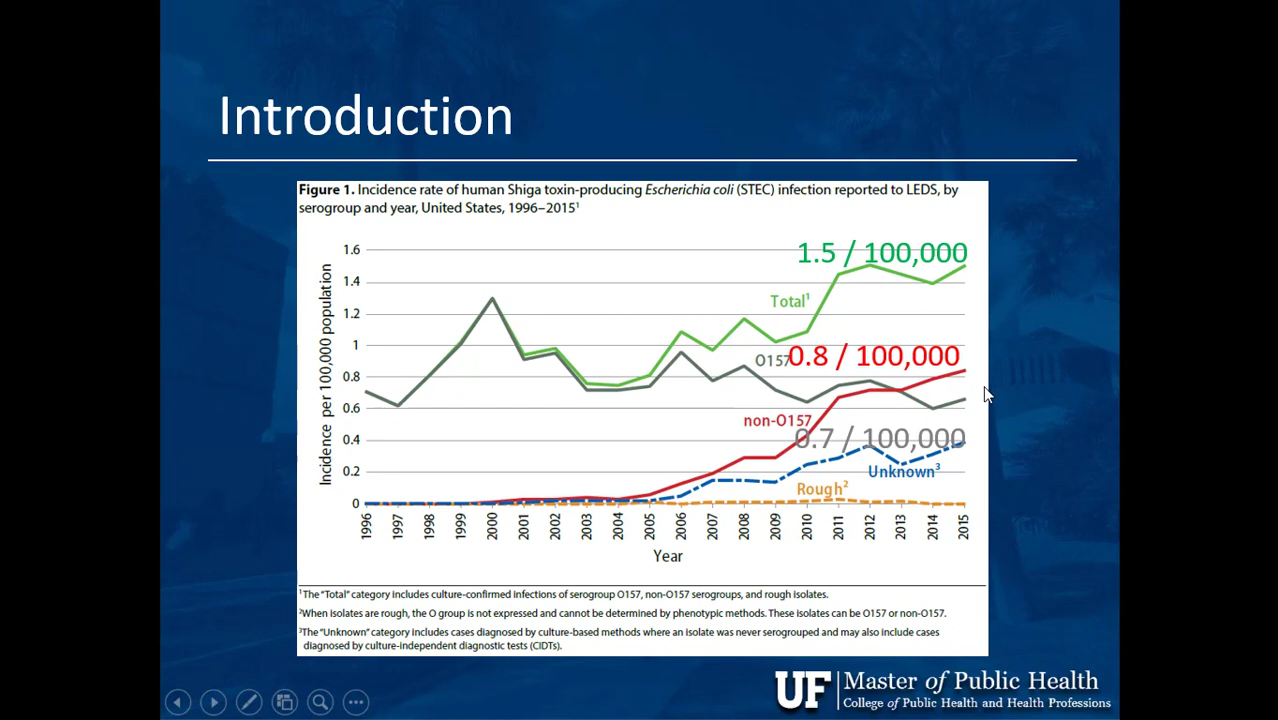 Introduction
Figure 1. Incidence rate of human Shiga toxin-producing Escherichia coli (STEC) infection reported to LEDS, by
serogroup and year, United States, 1996–2015¹
Incidence per 100,000 population
1.6
1.4
1.2
1
0.8
0.6
0.4
0.2
0
1.5 / 100,000
Total¹
O157
0.8 / 100,000
non-O157
0.7 / 100,000
Unknown³
Rough²
1996
1997
1998
1999
2000
2001
2002
2003
2004
2005
2006
2007
2008
2009
2010
2011
2012
2013
2014
2015
Year
¹The "Total" category includes culture-confirmed infections of serogroup O157, non-O157 serogroups, and rough isolates.
²When isolates are rough, the O group is not expressed and cannot be determined by phenotypic methods. These isolates can be O157 or non-O157.
³The "Unknown" category includes cases diagnosed by culture-based methods where an isolate was never serogrouped and may also include cases
diagnosed by culture-independent diagnostic tests (CIDTs).
UF
Master of Public Health
College of Public Health and Health Professions